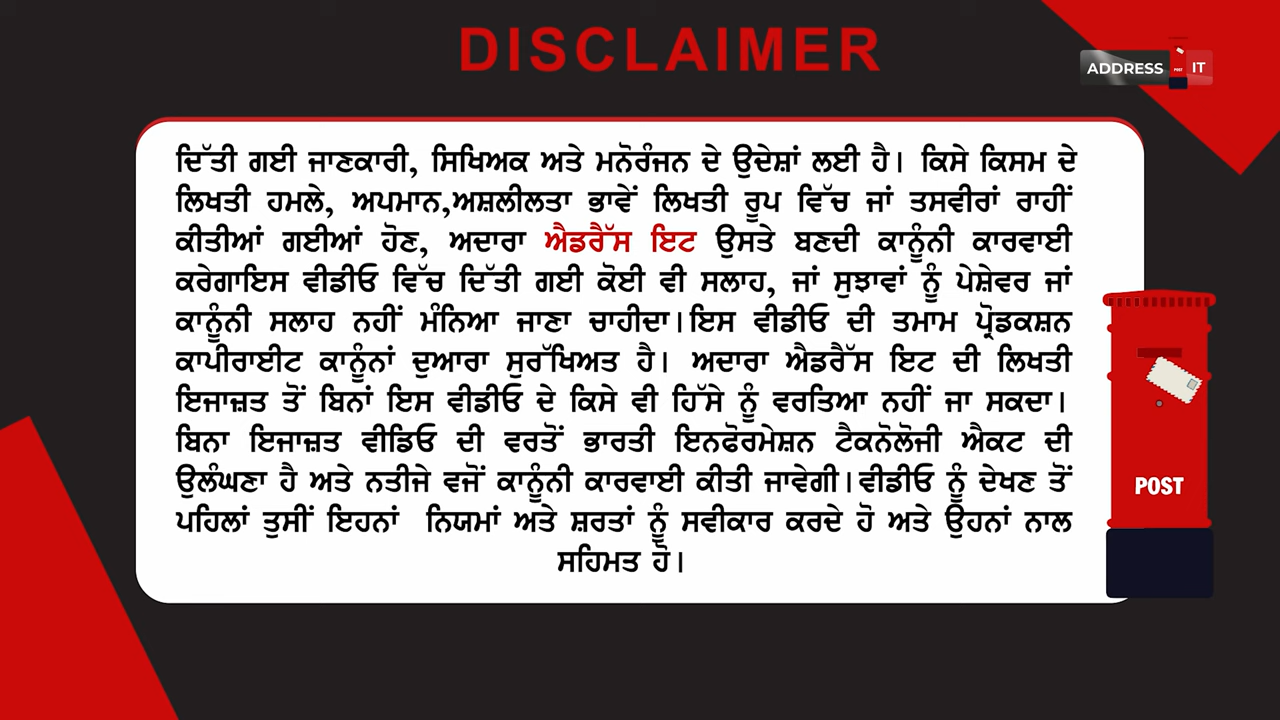 DISCLAIMER
ADDRESS POST IT
ਦਿੱਤੀ ਗਈ ਜਾਣਕਾਰੀ, ਸਿਖਿਅਕ ਅਤੇ ਮਨੋਰੰਜਨ ਦੇ ਉਦੇਸ਼ਾਂ ਲਈ ਹੈ। ਕਿਸੇ ਕਿਸਮ ਦੇ
ਲਿਖਤੀ ਹਮਲੇ, ਅਪਮਾਨ,ਅਸ਼ਲੀਲਤਾ ਭਾਵੇਂ ਲਿਖਤੀ ਰੂਪ ਵਿੱਚ ਜਾਂ ਤਸਵੀਰਾਂ ਰਾਹੀਂ
ਕੀਤੀਆਂ ਗਈਆਂ ਹੋਣ, ਅਦਾਰਾ ਐਡਰੈੱਸ ਇਟ ਉਸਤੇ ਬਣਦੀ ਕਾਨੂੰਨੀ ਕਾਰਵਾਈ
ਕਰੇਗਾਇਸ ਵੀਡੀਓ ਵਿੱਚ ਦਿੱਤੀ ਗਈ ਕੋਈ ਵੀ ਸਲਾਹ, ਜਾਂ ਸੁਝਾਵਾਂ ਨੂੰ ਪੇਸ਼ੇਵਰ ਜਾਂ
ਕਾਨੂੰਨੀ ਸਲਾਹ ਨਹੀਂ ਮੰਨਿਆ ਜਾਣਾ ਚਾਹੀਦਾ।ਇਸ ਵੀਡੀਓ ਦੀ ਤਮਾਮ ਪ੍ਰੋਡਕਸ਼ਨ
ਕਾਪੀਰਾਈਟ ਕਾਨੂੰਨਾਂ ਦੁਆਰਾ ਸੁਰੱਖਿਅਤ ਹੈ। ਅਦਾਰਾ ਐਡਰੈੱਸ ਇਟ ਦੀ ਲਿਖਤੀ
ਇਜਾਜ਼ਤ ਤੋਂ ਬਿਨਾਂ ਇਸ ਵੀਡੀਓ ਦੇ ਕਿਸੇ ਵੀ ਹਿੱਸੇ ਨੂੰ ਵਰਤਿਆ ਨਹੀਂ ਜਾ ਸਕਦਾ।
ਬਿਨਾ ਇਜਾਜ਼ਤ ਵੀਡਿਓ ਦੀ ਵਰਤੋਂ ਭਾਰਤੀ ਇਨਫੋਰਮੇਸ਼ਨ ਟੈਕਨੋਲੋਜੀ ਐਕਟ ਦੀ
ਉਲੰਘਣਾ ਹੈ ਅਤੇ ਨਤੀਜੇ ਵਜੋਂ ਕਾਨੂੰਨੀ ਕਾਰਵਾਈ ਕੀਤੀ ਜਾਵੇਗੀ।ਵੀਡੀਓ ਨੂੰ ਦੇਖਣ ਤੋਂ
ਪਹਿਲਾਂ ਤੁਸੀਂ ਇਹਨਾਂ ਨਿਯਮਾਂ ਅਤੇ ਸ਼ਰਤਾਂ ਨੂੰ ਸਵੀਕਾਰ ਕਰਦੇ ਹੋ ਅਤੇ ਉਹਨਾਂ ਨਾਲ
ਸਹਿਮਤ ਹੋ।
POST